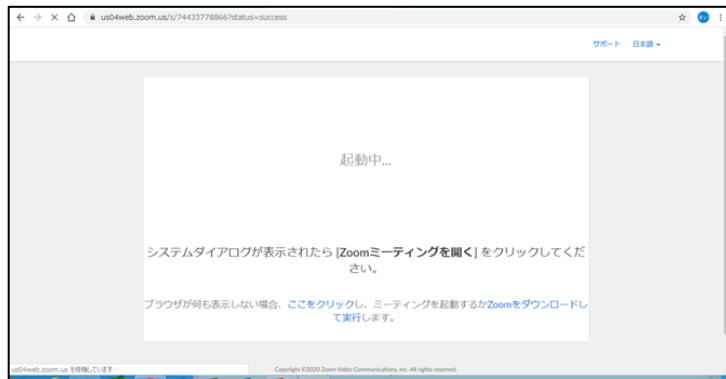 us04web.zoom.us/s/74433778866?status=success
サポート 日本語
起動中...
システムダイアログが表示されたら [Zoomミーティングを開く] をクリックしてくだ
さい。
ブラウザが何も表示しない場合、ここをクリックし、ミーティングを起動するかZoomをダウンロードし
て実行します。
us04web.zoom.us を待機しています…
Copyright ©2020 Zoom Video Communications, Inc. All rights reserved.